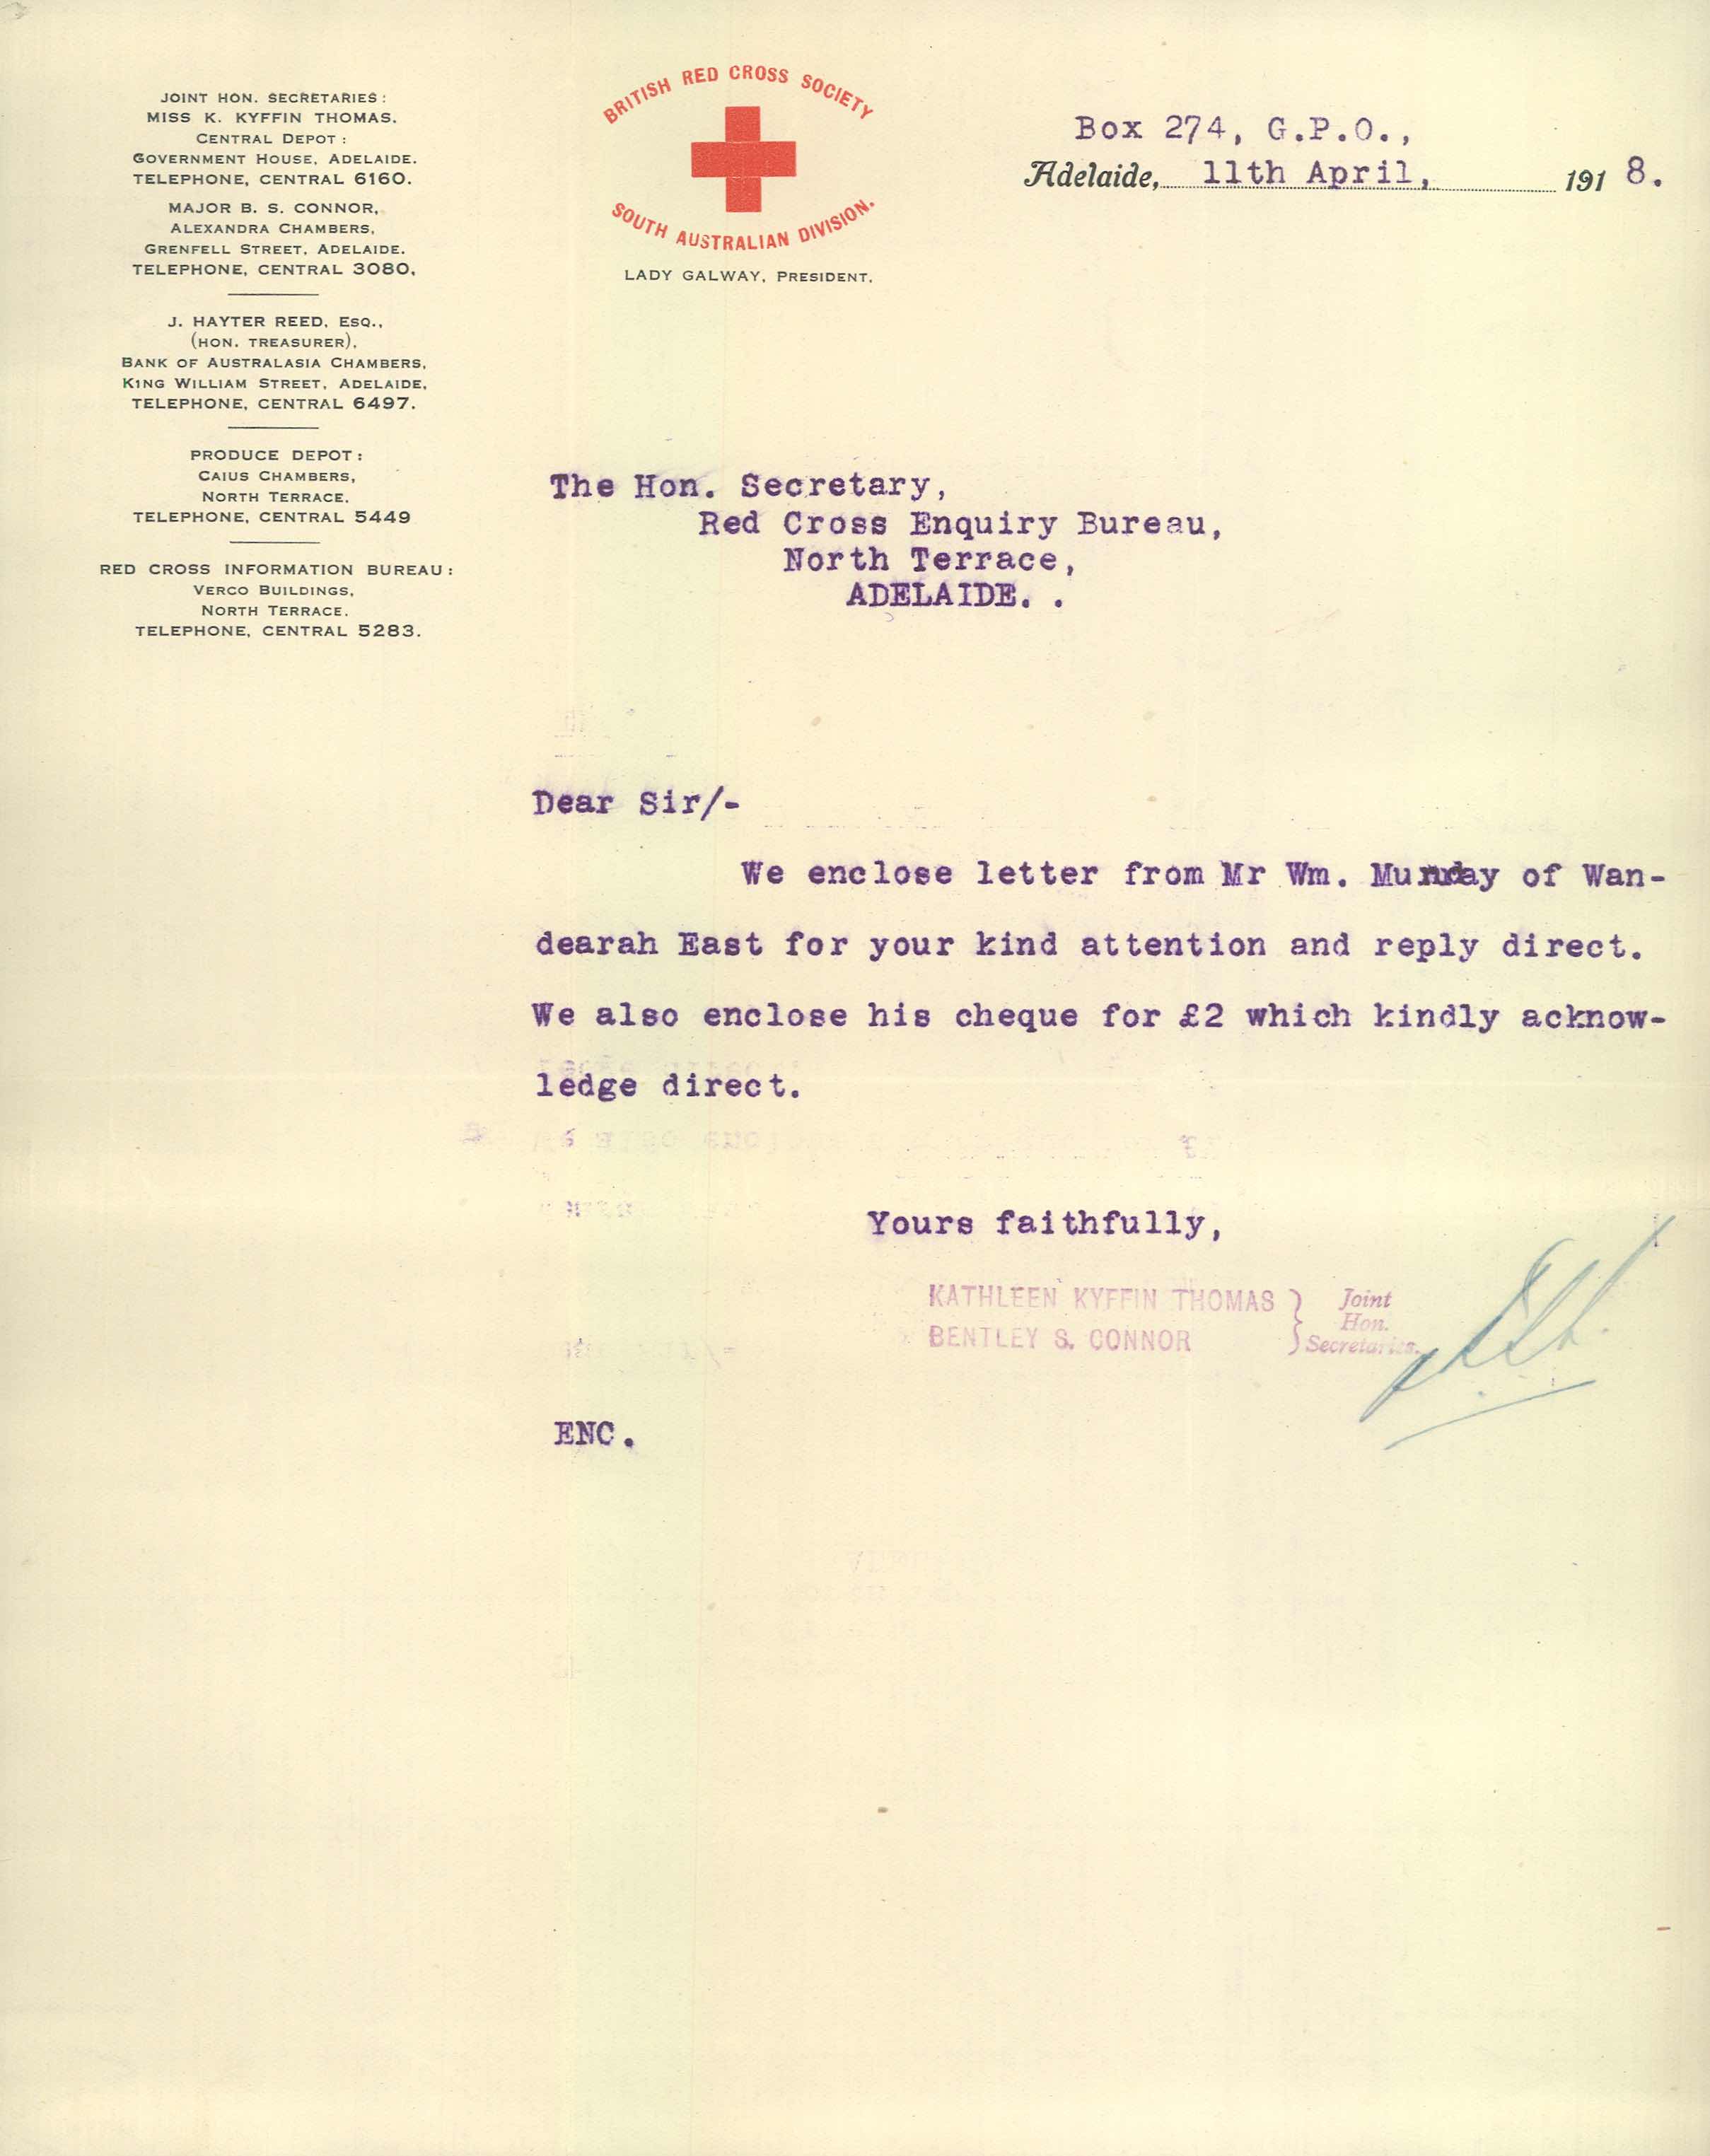 JOINT HON. SECRETARIES:
MISS K. KYFFIN THOMAS.
CENTRAL DEPOT:
GOVERNMENT HOUSE, ADELAIDE.
TELEPHONE, CENTRAL 6160.
MAJOR B. S. CONNOR,
ALEXANDRA CHAMBERS,
GRENFELL STREET, ADELAIDE.
TELEPHONE, CENTRAL 3080,
J. HAYTER REED, ESQ.,
(HON. TREASURER),
BANK OF AUSTRALASIA CHAMBERS,
KING WILLIAM STREET, ADELAIDE,
TELEPHONE, CENTRAL 6497.
PRODUCE DEPOT:
CAIUS CHAMBERS,
NORTH TERRACE,
TELEPHONE, CENTRAL 5449
RED CROSS INFORMATION BUREAU:
VERCO BUILDINGS,
NORTH TERRACE.
TELEPHONE, CENTRAL 5283.
BRITISH RED CROSS SOCIETY
SOUTH AUSTRALIAN DIVISION.
LADY GALWAY, PRESIDENT.
Box 274, G.P.O.,
Adelaide, 11th April, 1918.
The Hon. Secretary,
Red Cross Enquiry Bureau,
North Terrace,
ADELAIDE. .
Dear Sir/-
We enclose letter from Mr Wm. Munday of Wan-
dearah East for your kind attention and reply direct.
We also enclose his cheque for £2 which kindly acknow-
ledge direct.
Yours faithfully,
KATHLEEN KYFFIN THOMAS } Joint
Hon.
BENTLEY S. CONNOR Secretaries.
ENC.